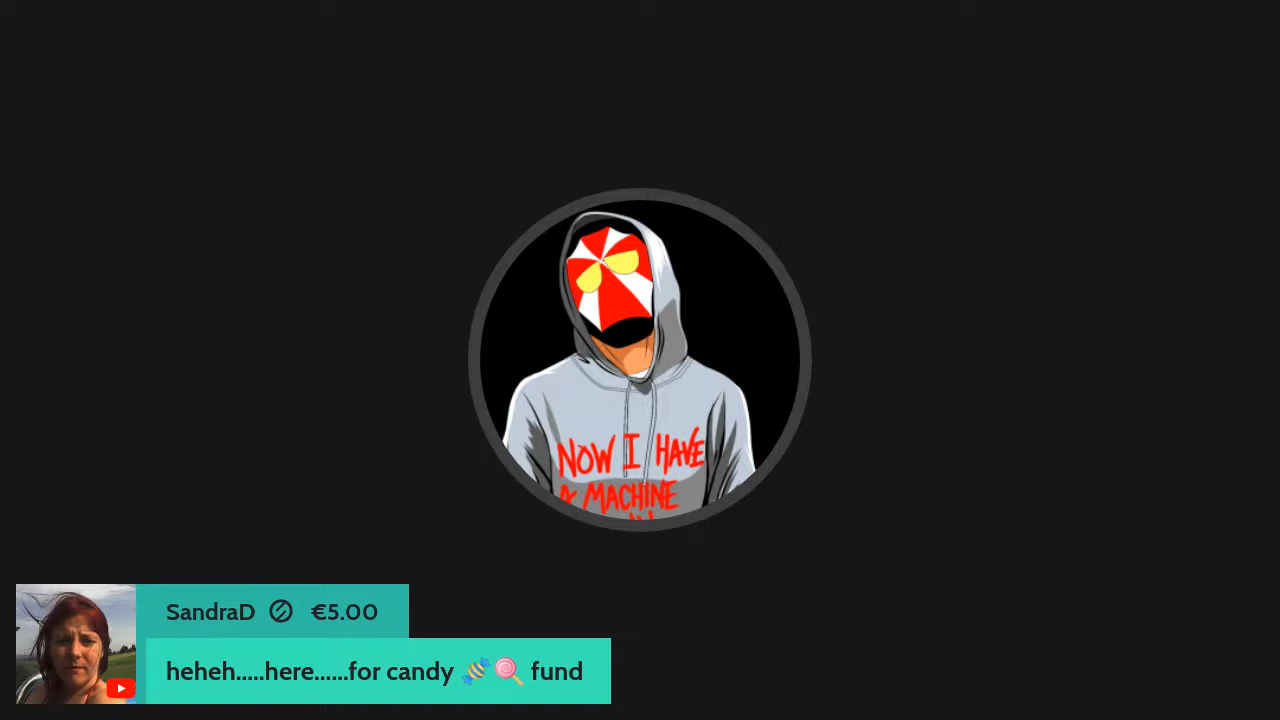 NOW I HAVE
A MACHINE
SandraD €5.00
heheh.....here......for candy 🍬🍭 fund